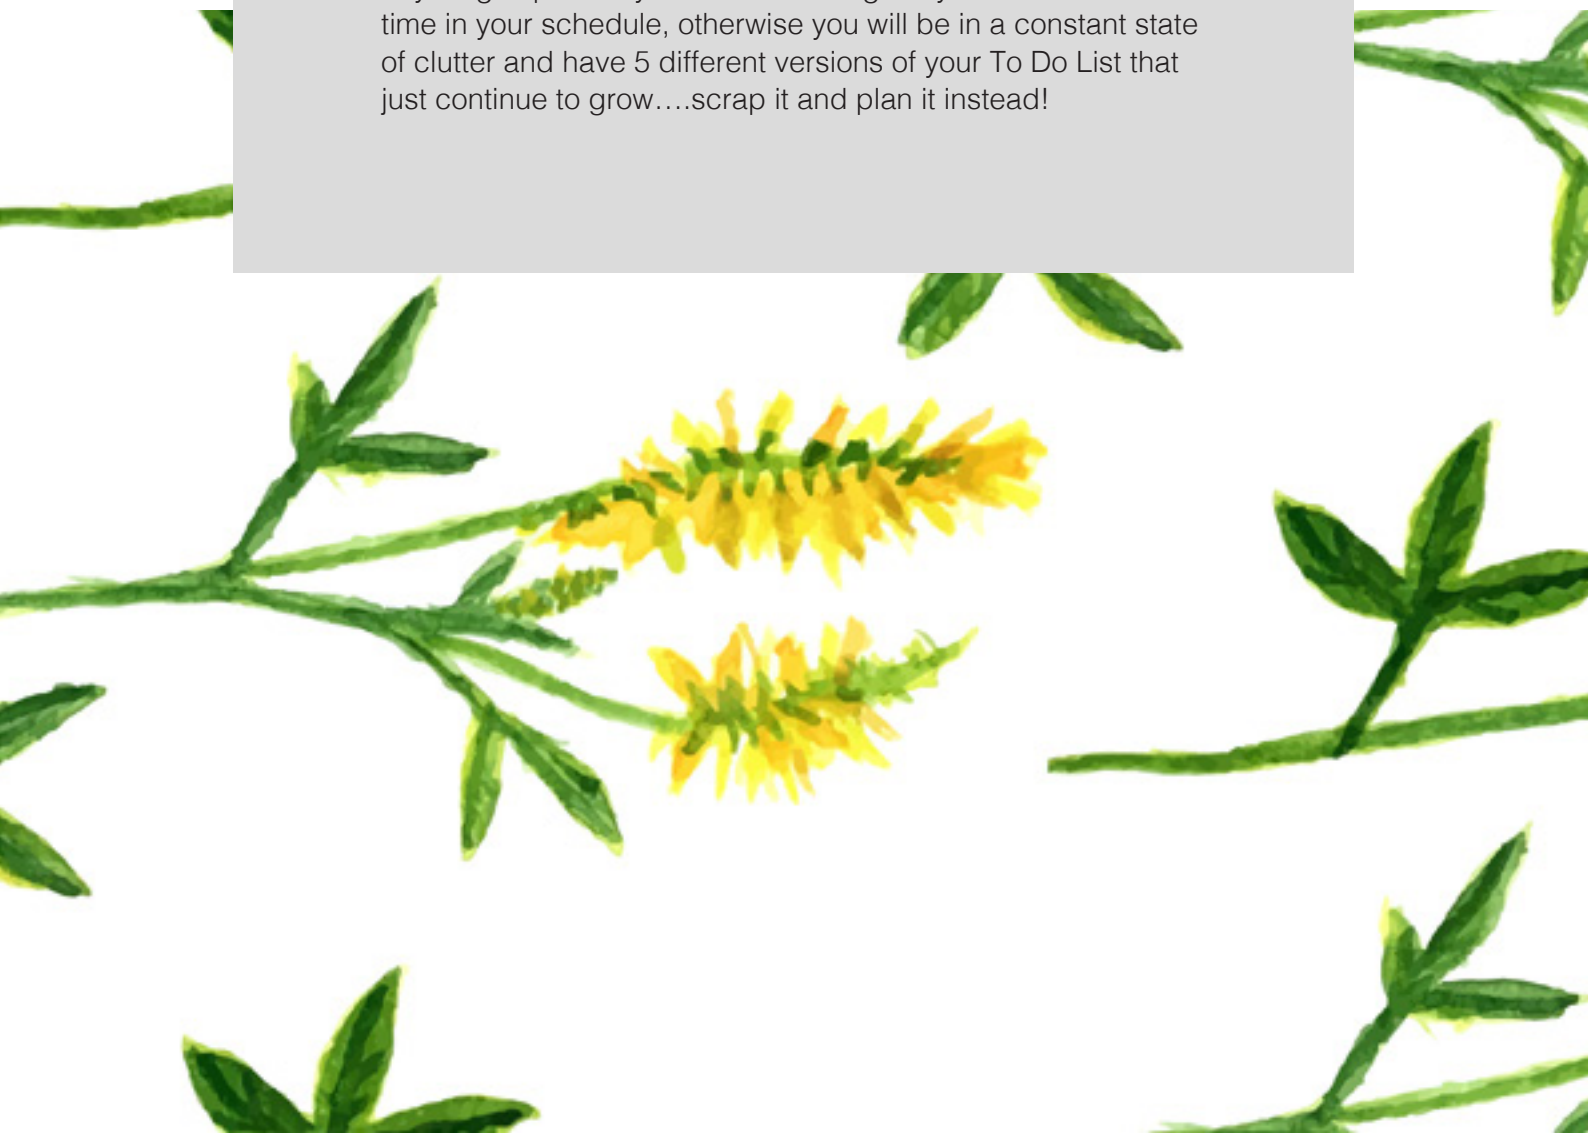 time in your schedule, otherwise you will be in a constant state
of clutter and have 5 different versions of your To Do List that
just continue to grow….scrap it and plan it instead!